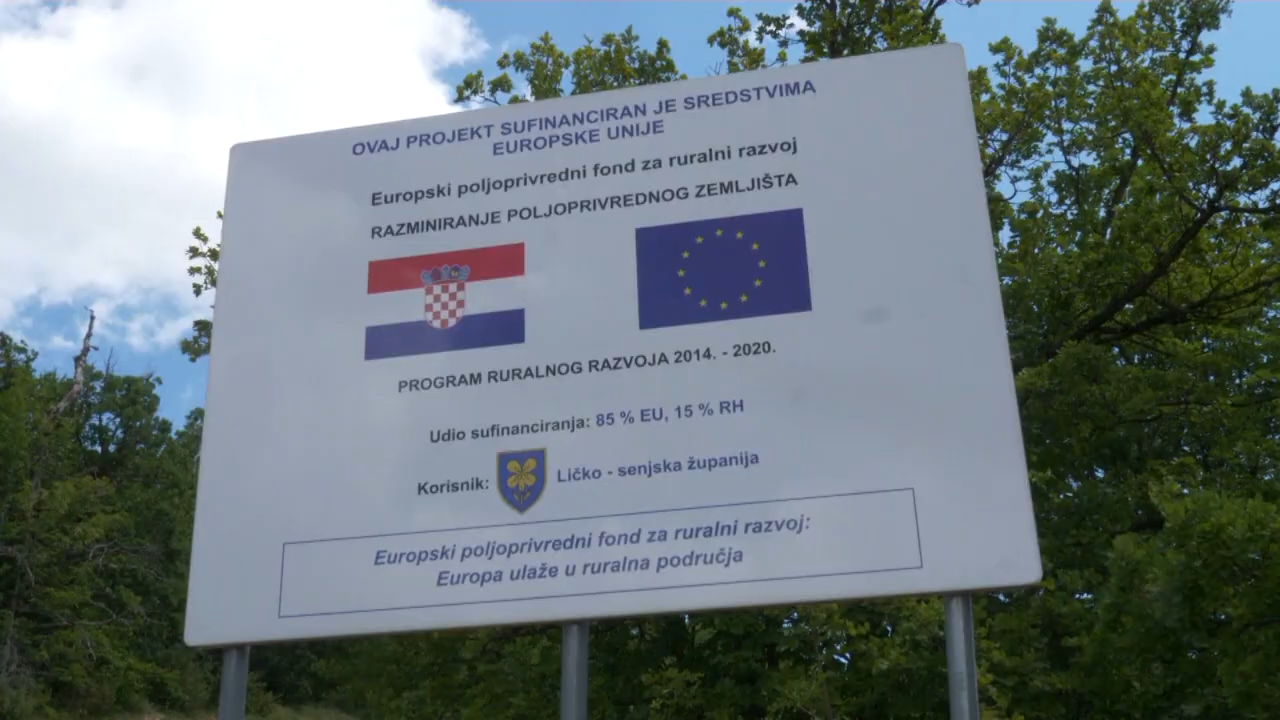 OVAJ PROJEKT SUFINANCIRAN JE SREDSTVIMA
EUROPSKE UNIJE
Europski poljoprivredni fond za ruralni razvoj
RAZMINIRANJE POLJOPRIVREDNOG ZEMLJIŠTA
PROGRAM RURALNOG RAZVOJA 2014. - 2020.
Udio sufinanciranja: 85 % EU, 15 % RH
Korisnik: Ličko - senjska županija
Europski poljoprivredni fond za ruralni razvoj:
Europa ulaže u ruralna područja